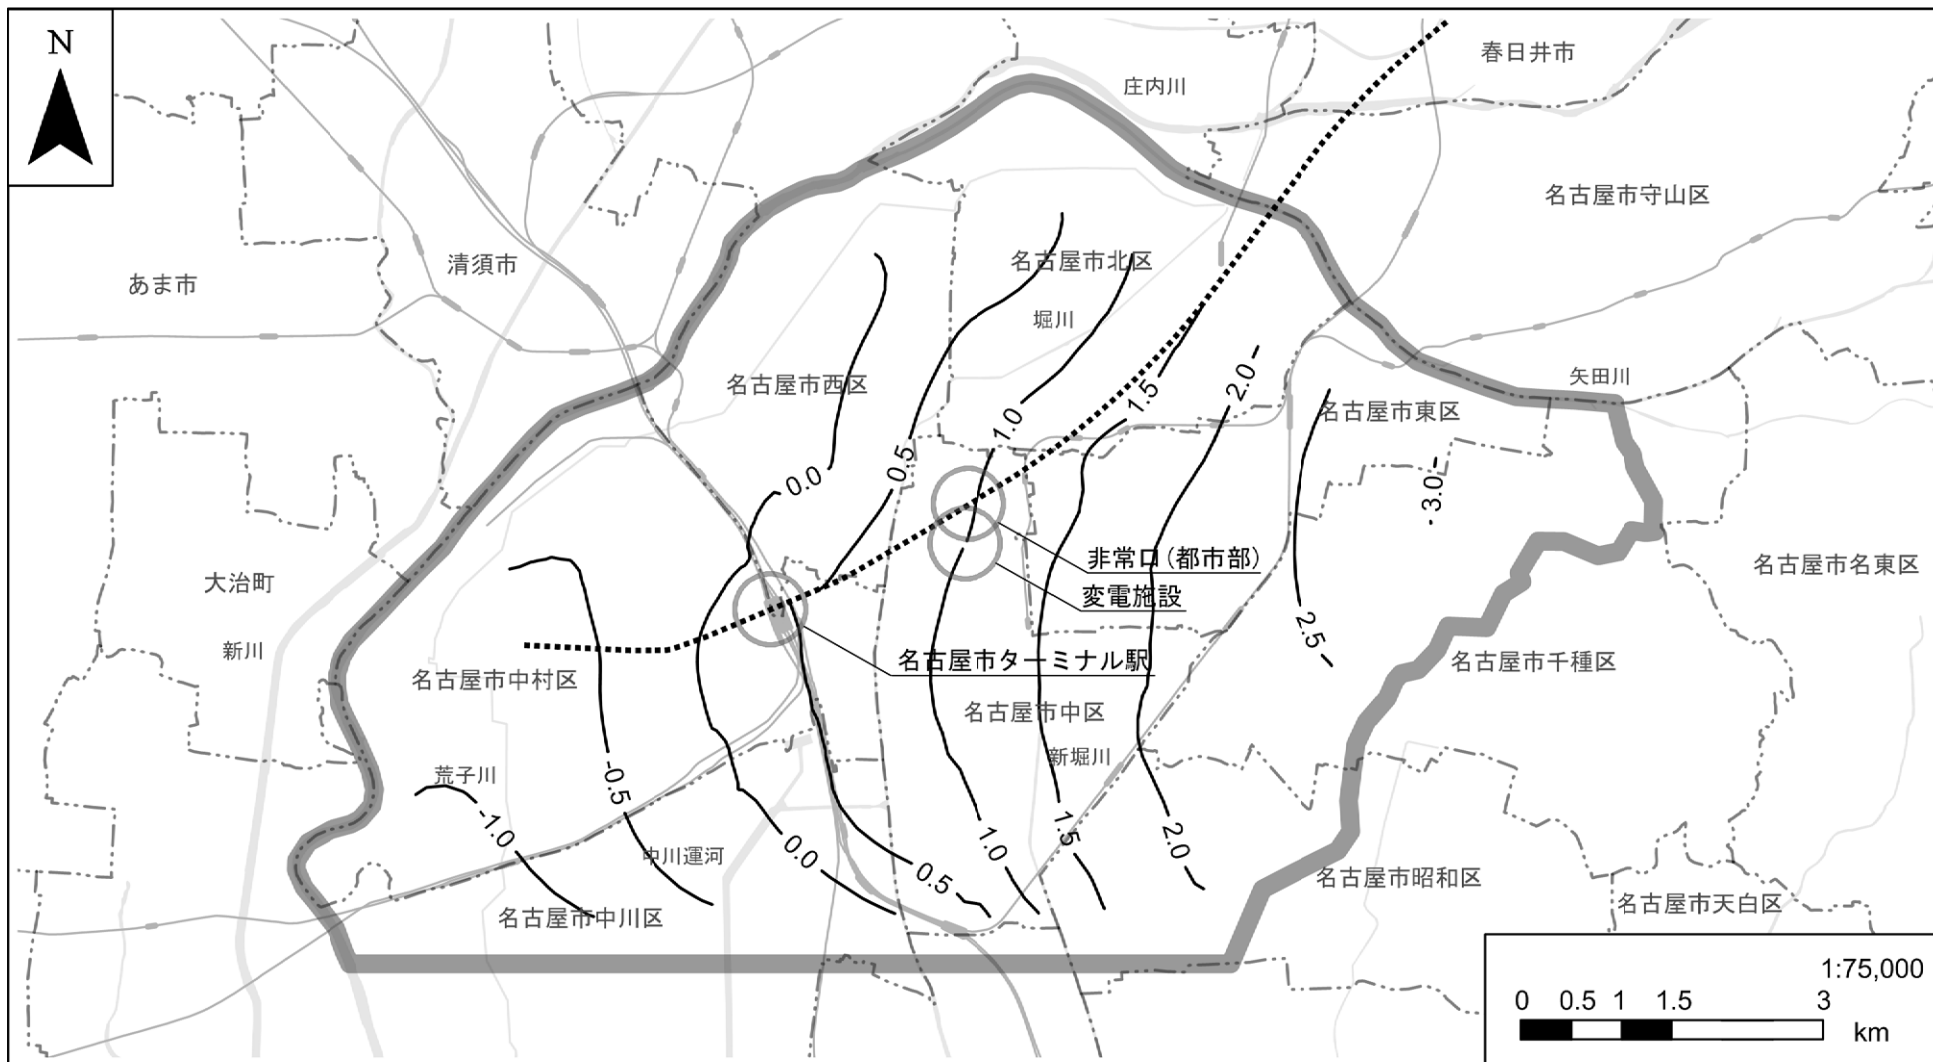 N
春日井市
庄内川
名古屋市守山区
名古屋市北区
清須市
あま市
堀川
名古屋市西区
矢田川
名古屋市東区
2.0
1.5
1.0
0.5
0.0
3.0
非常口(都市部)
変電施設
名古屋市名東区
大治町
新川
2.5
名古屋市ターミナル駅
名古屋市千種区
名古屋市中村区
名古屋市中区
新堀川
荒子川
-0.5
-1.0
中川運河
0.0
0.5
1.0
1.5
2.0
名古屋市昭和区
名古屋市天白区
名古屋市中川区
1:75,000
0 0.5 1 1.5 3
km